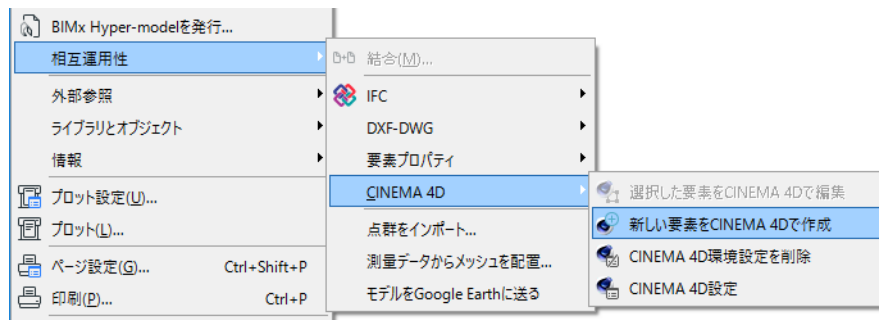 BIMx Hyper-modelを発行...
相互運用性
外部参照
ライブラリとオブジェクト
情報
プロット設定(U)...
プロット(L)...
ページ設定(G)... Ctrl+Shift+P
印刷(P)... Ctrl+P
結合(M)...
IFC
DXF-DWG
要素プロパティ
CINEMA 4D
点群をインポート...
測量データからメッシュを配置...
モデルをGoogle Earthに送る
選択した要素をCINEMA 4Dで編集
新しい要素をCINEMA 4Dで作成
CINEMA 4D環境設定を削除
CINEMA 4D設定